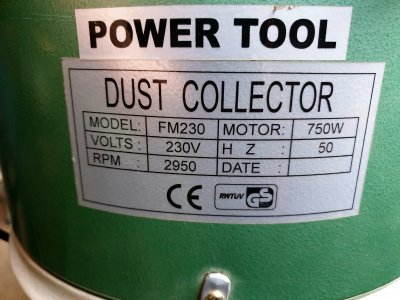 POWER TOOL
DUST COLLECTOR
MODEL: FM230 MOTOR: 750W
VOLTS: 230V H Z : 50
RPM : 2950 DATE :
CE RWTUV GS